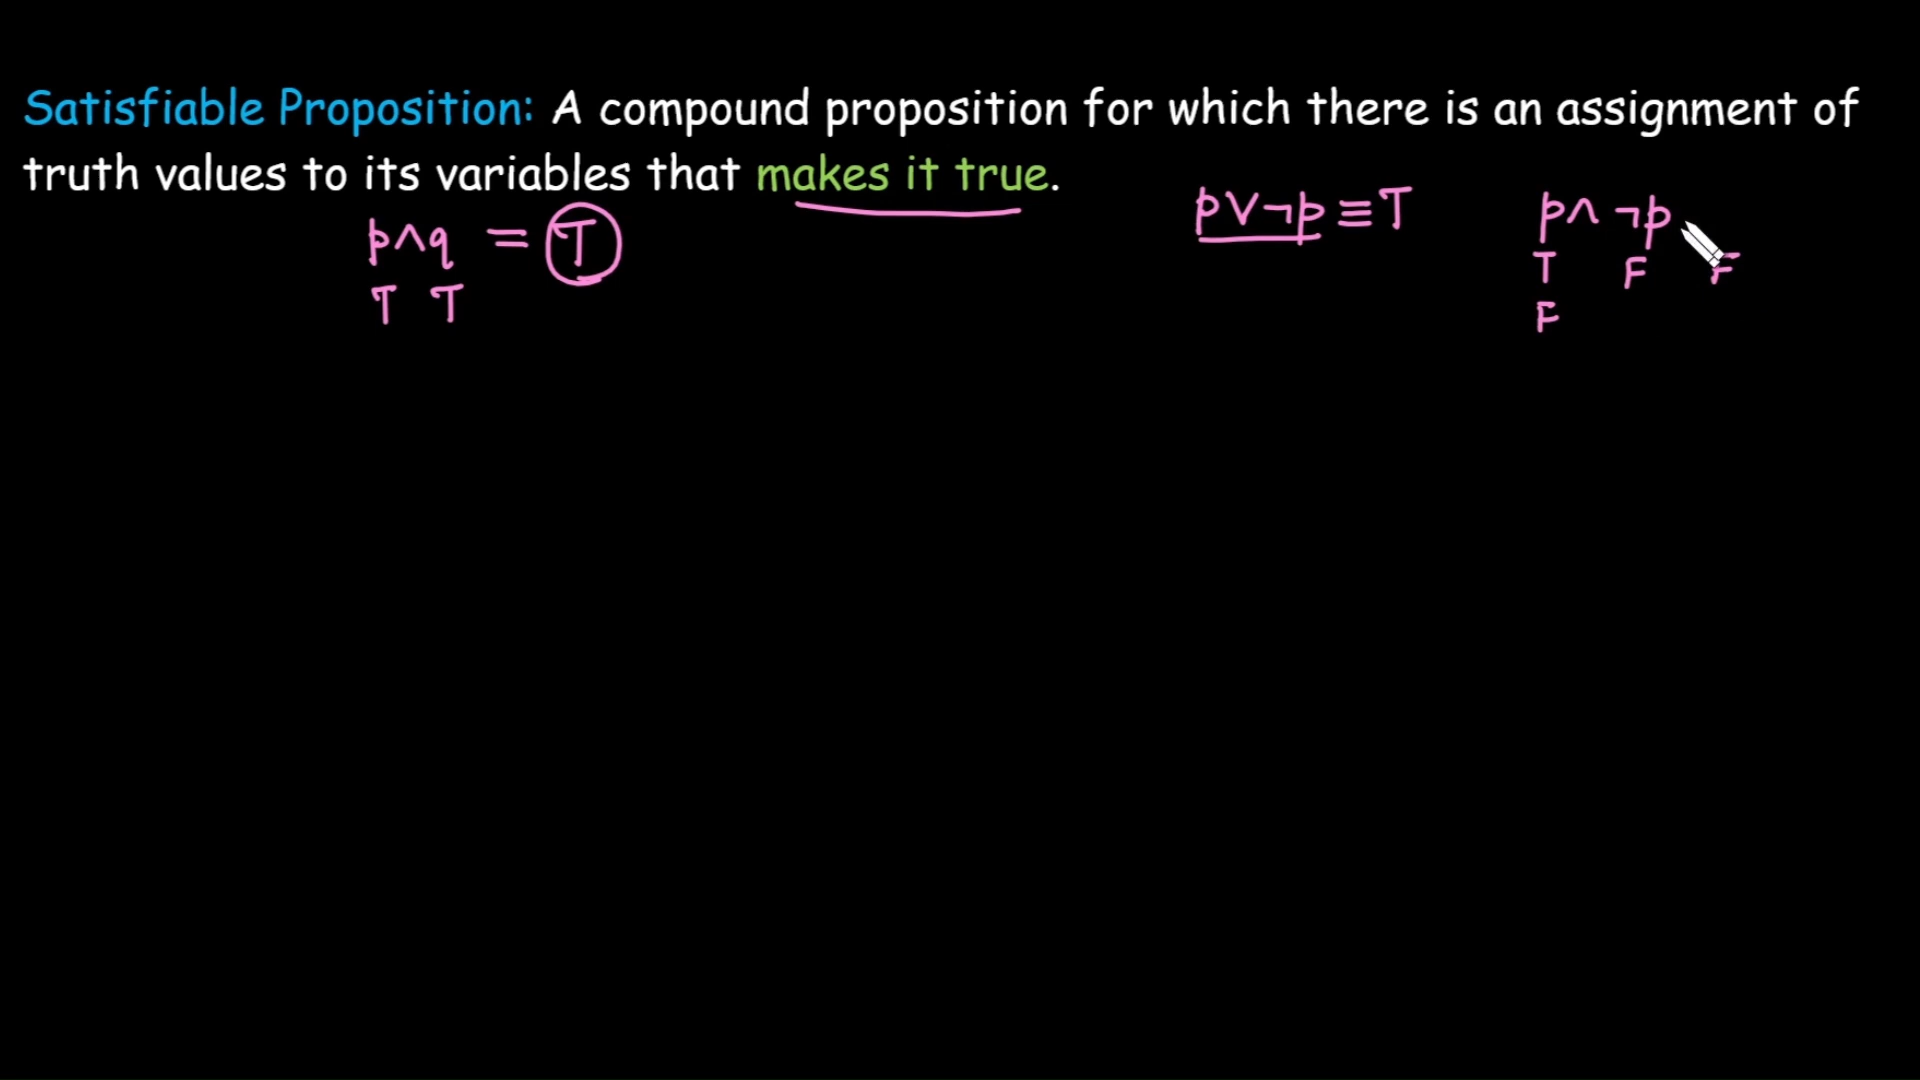 Satisfiable Proposition: A compound proposition for which there is an assignment of
truth values to its variables that makes it true.
p∧q = T
T T
p∨¬p ≡ T
p∧ ¬p
T F F
F